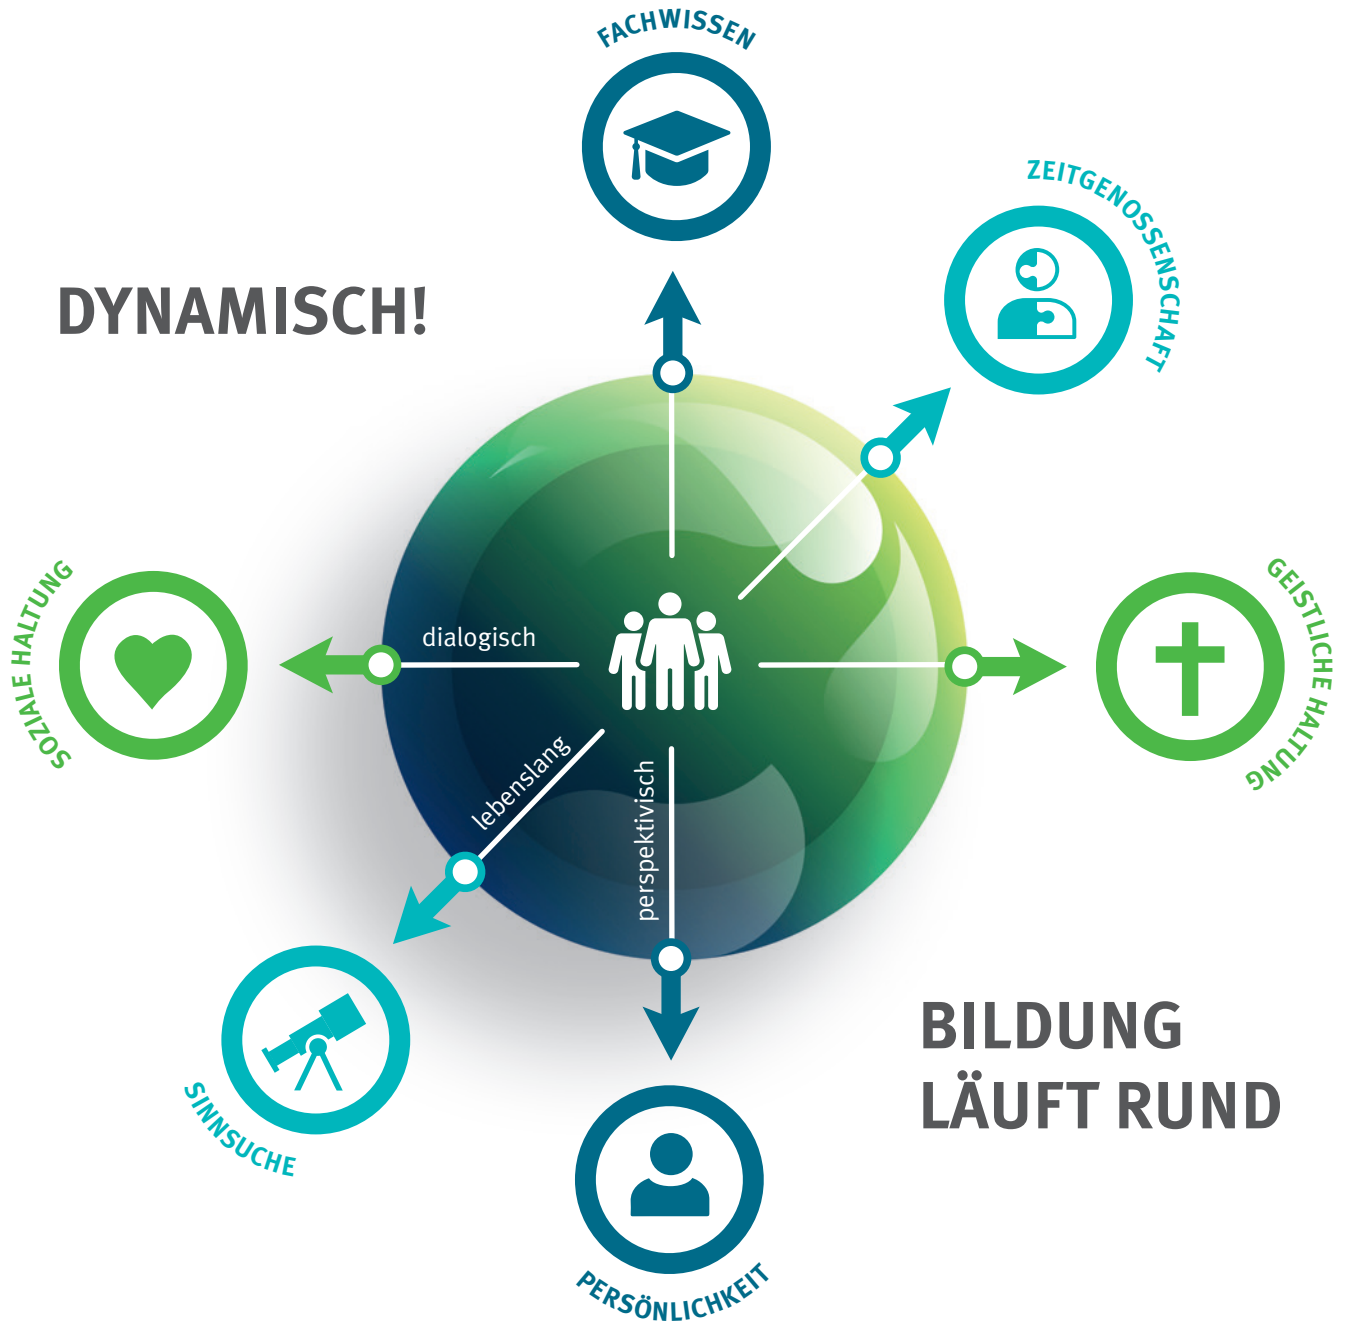 FACHWISSEN
ZEITGENOSSENSCHAFT
DYNAMISCH!
GEISTLICHE HALTUNG
SOZIALE HALTUNG
dialogisch
lebenslang
perspektivisch
BILDUNG
LÄUFT RUND
SINNSUCHE
PERSÖNLICHKEIT